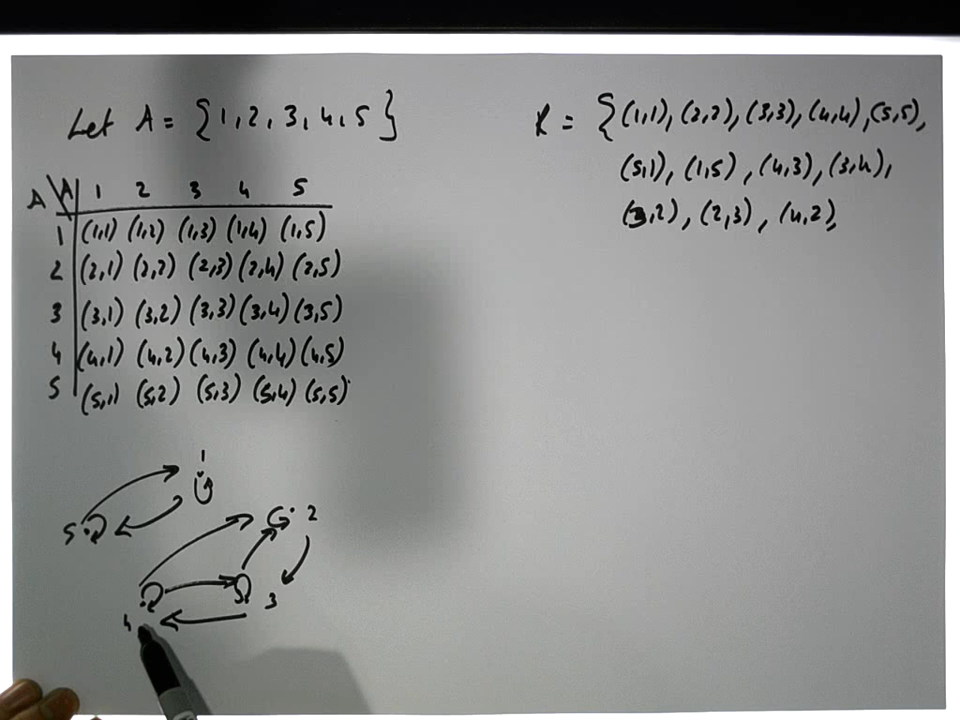 Let A = {1,2,3,4,5}
A\A 1 2 3 4 5
1 (1,1) (1,2) (1,3) (1,4) (1,5)
2 (2,1) (2,2) (2,3) (2,4) (2,5)
3 (3,1) (3,2) (3,3) (3,4) (3,5)
4 (4,1) (4,2) (4,3) (4,4) (4,5)
5 (5,1) (5,2) (5,3) (5,4) (5,5)
R = {(1,1), (2,2), (3,3), (4,4), (5,5),
(5,1), (1,5), (4,3), (3,4),
(3,2), (2,3), (4,2),
1
5
2
3
4